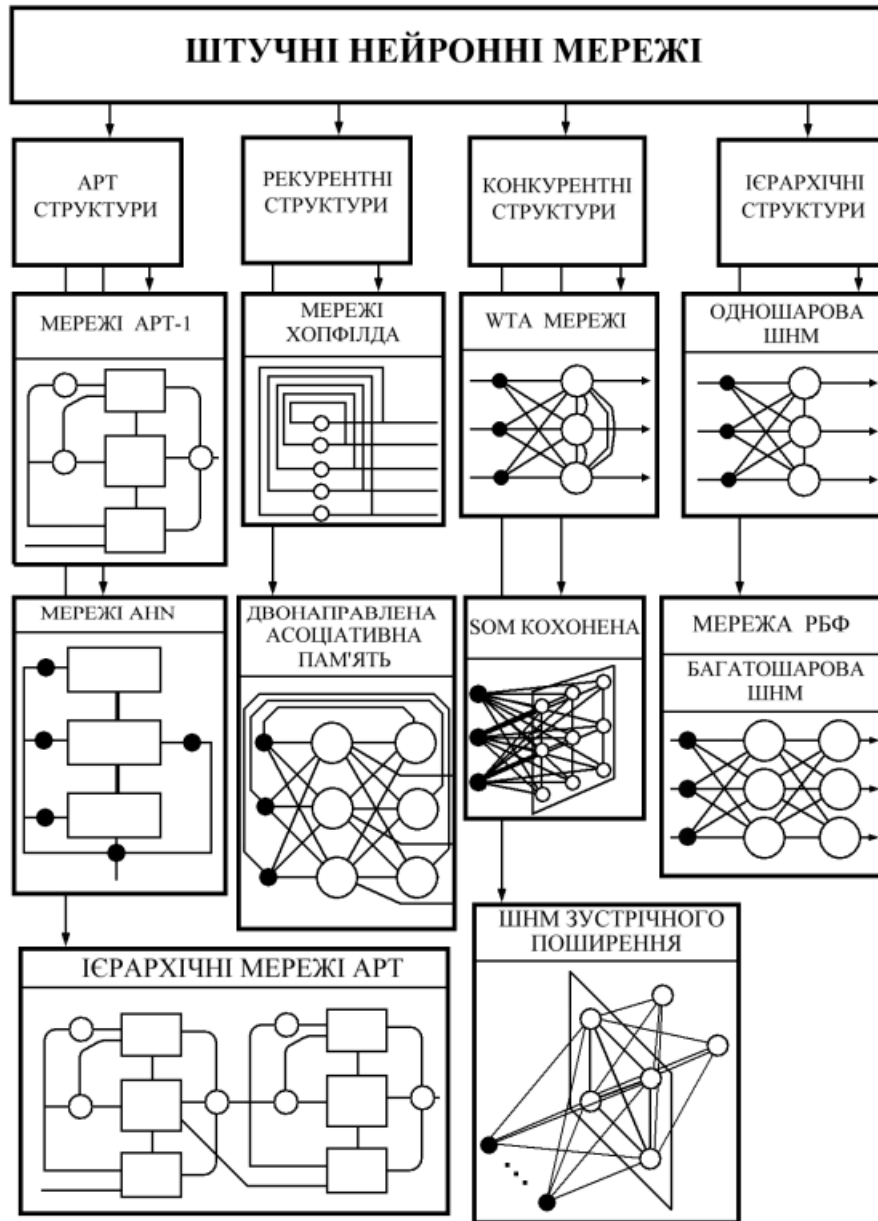 ШТУЧНІ НЕЙРОННІ МЕРЕЖІ
АРТ
СТРУКТУРИ
РЕКУРЕНТНІ
СТРУКТУРИ
КОНКУРЕНТНІ
СТРУКТУРИ
ІЄРАРХІЧНІ
СТРУКТУРИ
МЕРЕЖІ АРТ-1
МЕРЕЖІ
ХОПФІЛДА
WTA МЕРЕЖІ
ОДНОШАРОВА
ШНМ
МЕРЕЖІ AHN
ДВОНАПРАВЛЕНА
АСОЦІАТИВНА
ПАМ'ЯТЬ
SOM КОХОНЕНА
МЕРЕЖА РБФ
БАГАТОШАРОВА
ШНМ
ІЄРАРХІЧНІ МЕРЕЖІ АРТ
ШНМ ЗУСТРІЧНОГО
ПОШИРЕННЯ